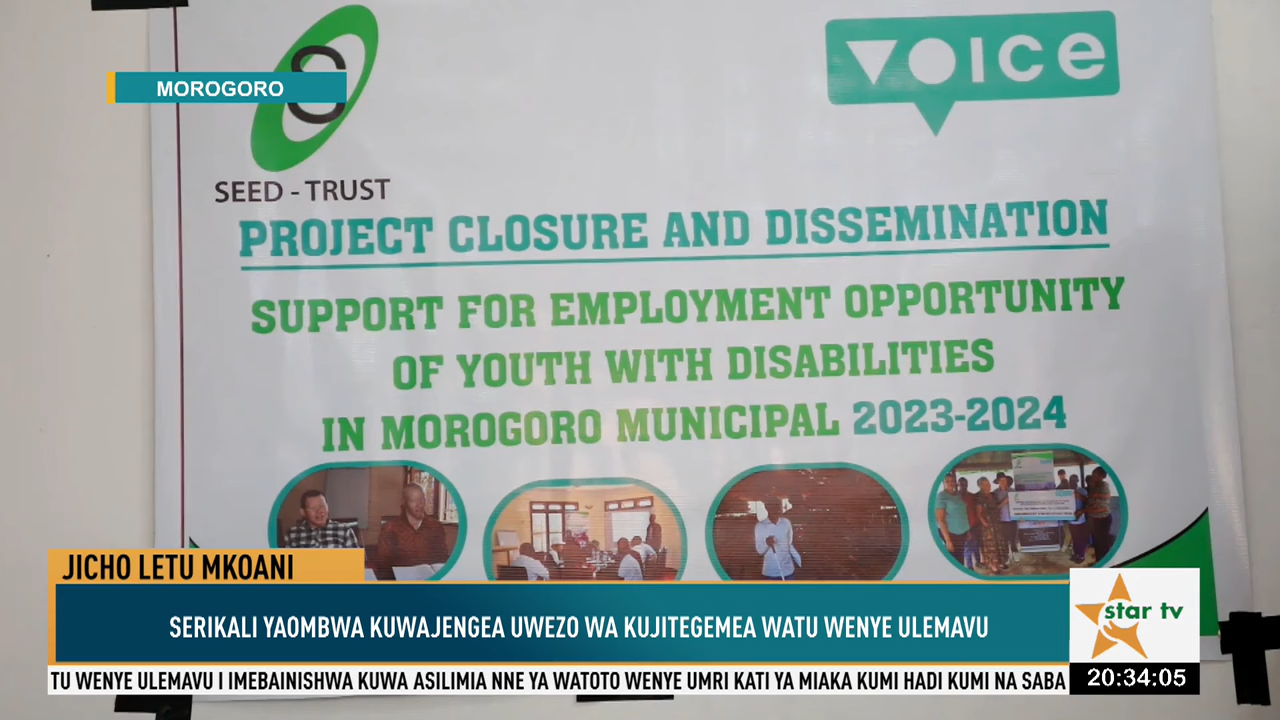 MOROGORO
S
SEED - TRUST
VOICE
PROJECT CLOSURE AND DISSEMINATION
SUPPORT FOR EMPLOYMENT OPPORTUNITY
OF YOUTH WITH DISABILITIES
IN MOROGORO MUNICIPAL 2023-2024
JICHO LETU MKOANI
SERIKALI YAOMBWA KUWAJENGEA UWEZO WA KUJITEGEMEA WATU WENYE ULEMAVU
star tv
TU WENYE ULEMAVU I IMEBAINISHWA KUWA ASILIMIA NNE YA WATOTO WENYE UMRI KATI YA MIAKA KUMI HADI KUMI NA SABA
20:34:05